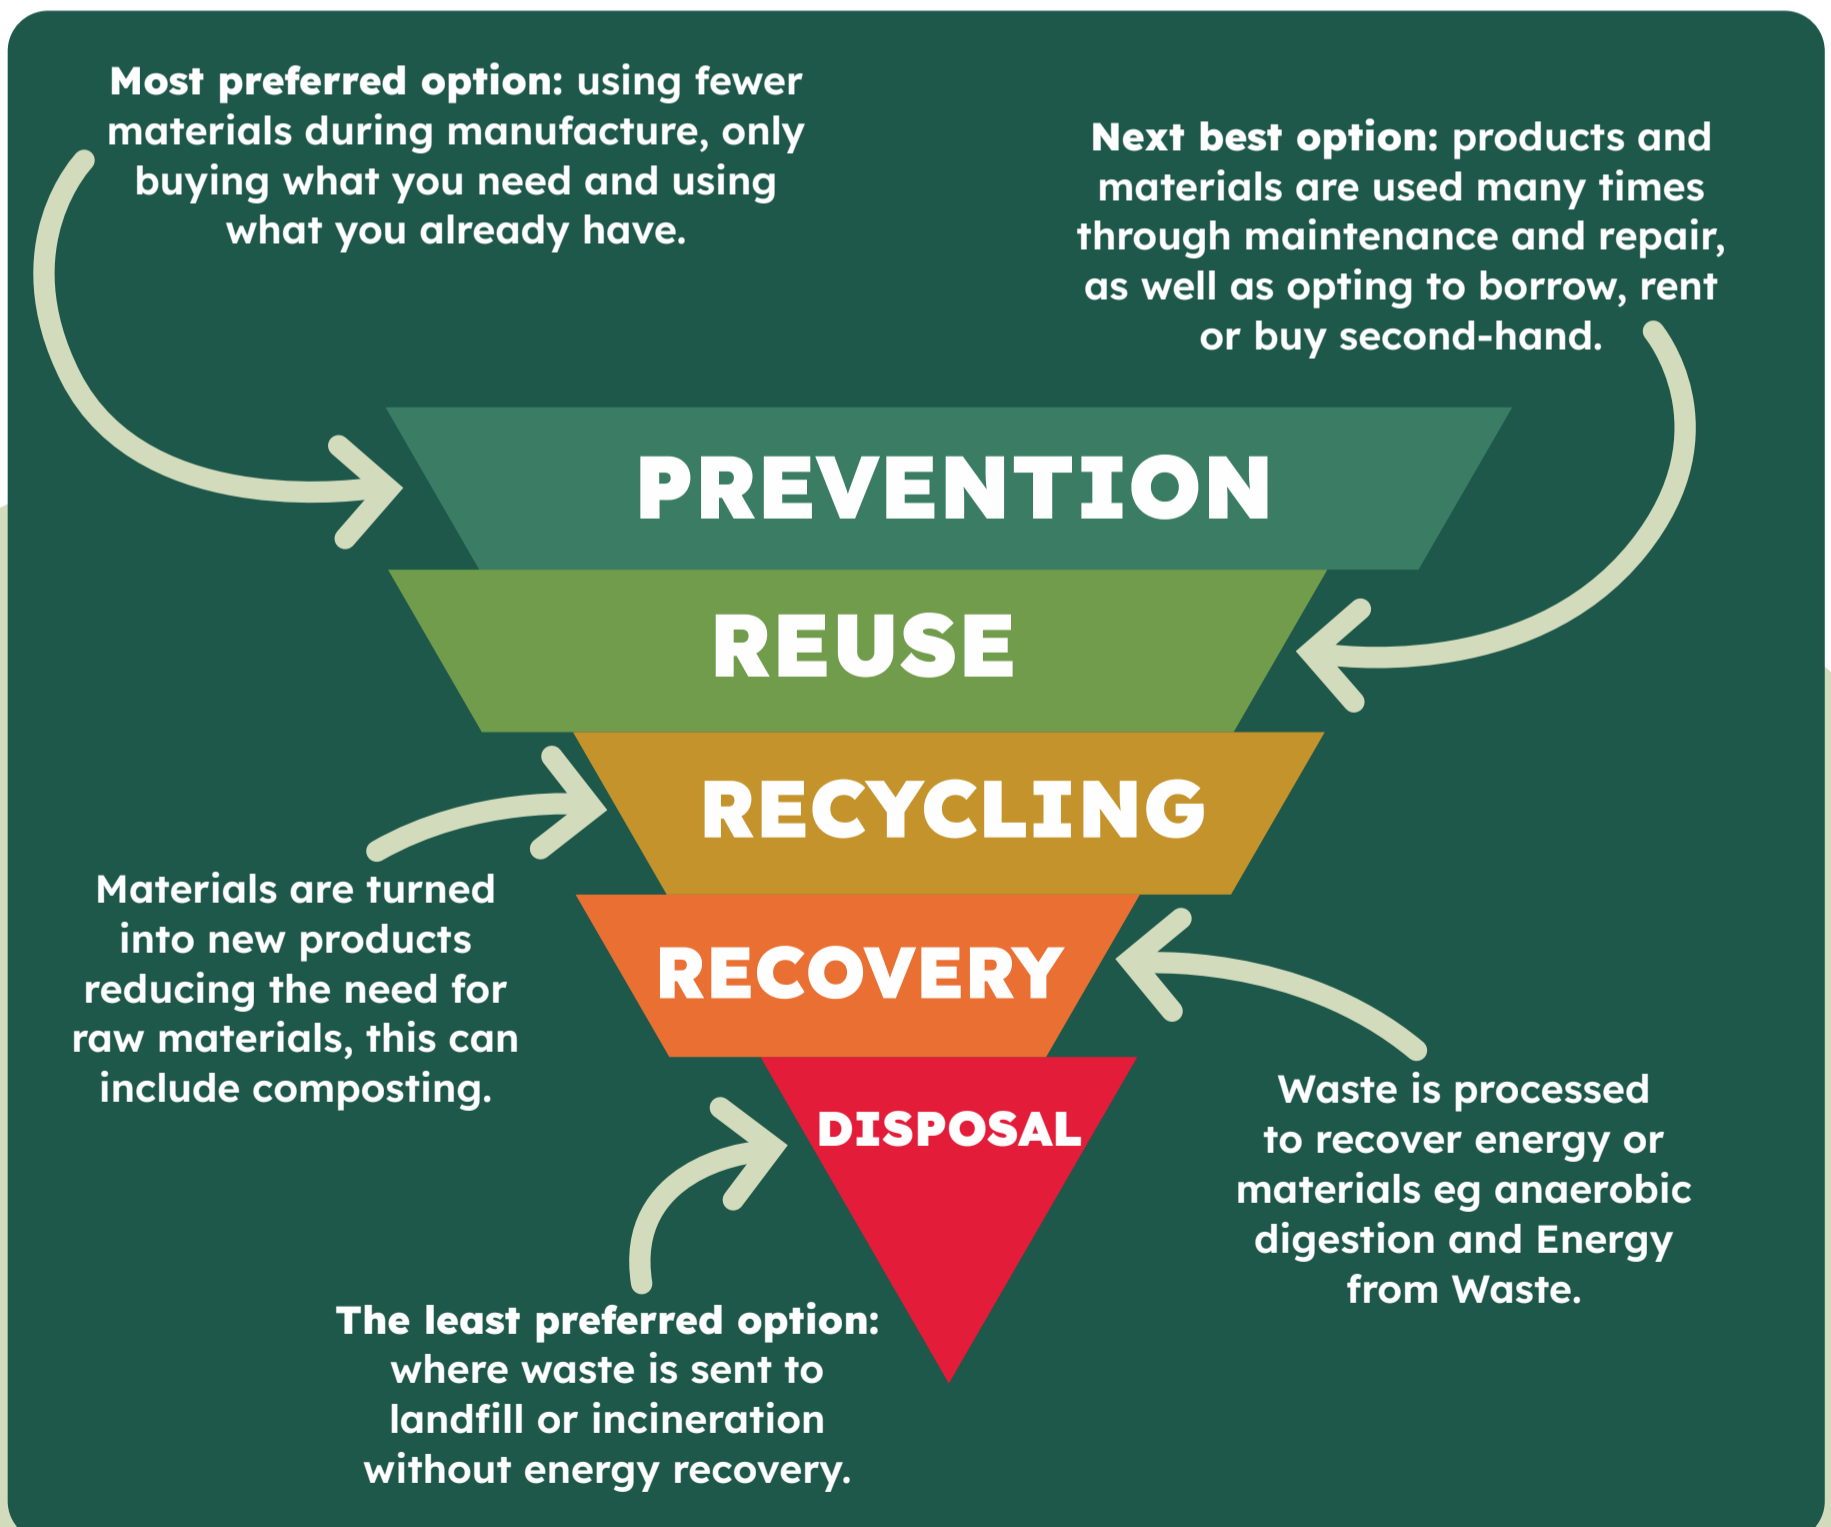 Most preferred option: using fewer
materials during manufacture, only
buying what you need and using
what you already have.
Next best option: products and
materials are used many times
through maintenance and repair,
as well as opting to borrow, rent
or buy second-hand.
PREVENTION
REUSE
RECYCLING
Materials are turned
into new products
reducing the need for
raw materials, this can
include composting.
RECOVERY
Waste is processed
to recover energy or
materials eg anaerobic
digestion and Energy
from Waste.
DISPOSAL
The least preferred option:
where waste is sent to
landfill or incineration
without energy recovery.